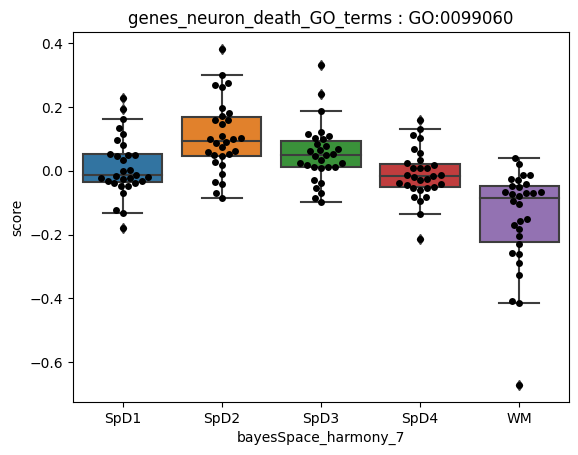 genes_neuron_death_GO_terms : GO:0099060
0.4
0.2
0.0
−0.2
−0.4
−0.6
score
SpD1 SpD2 SpD3 SpD4 WM
bayesSpace_harmony_7